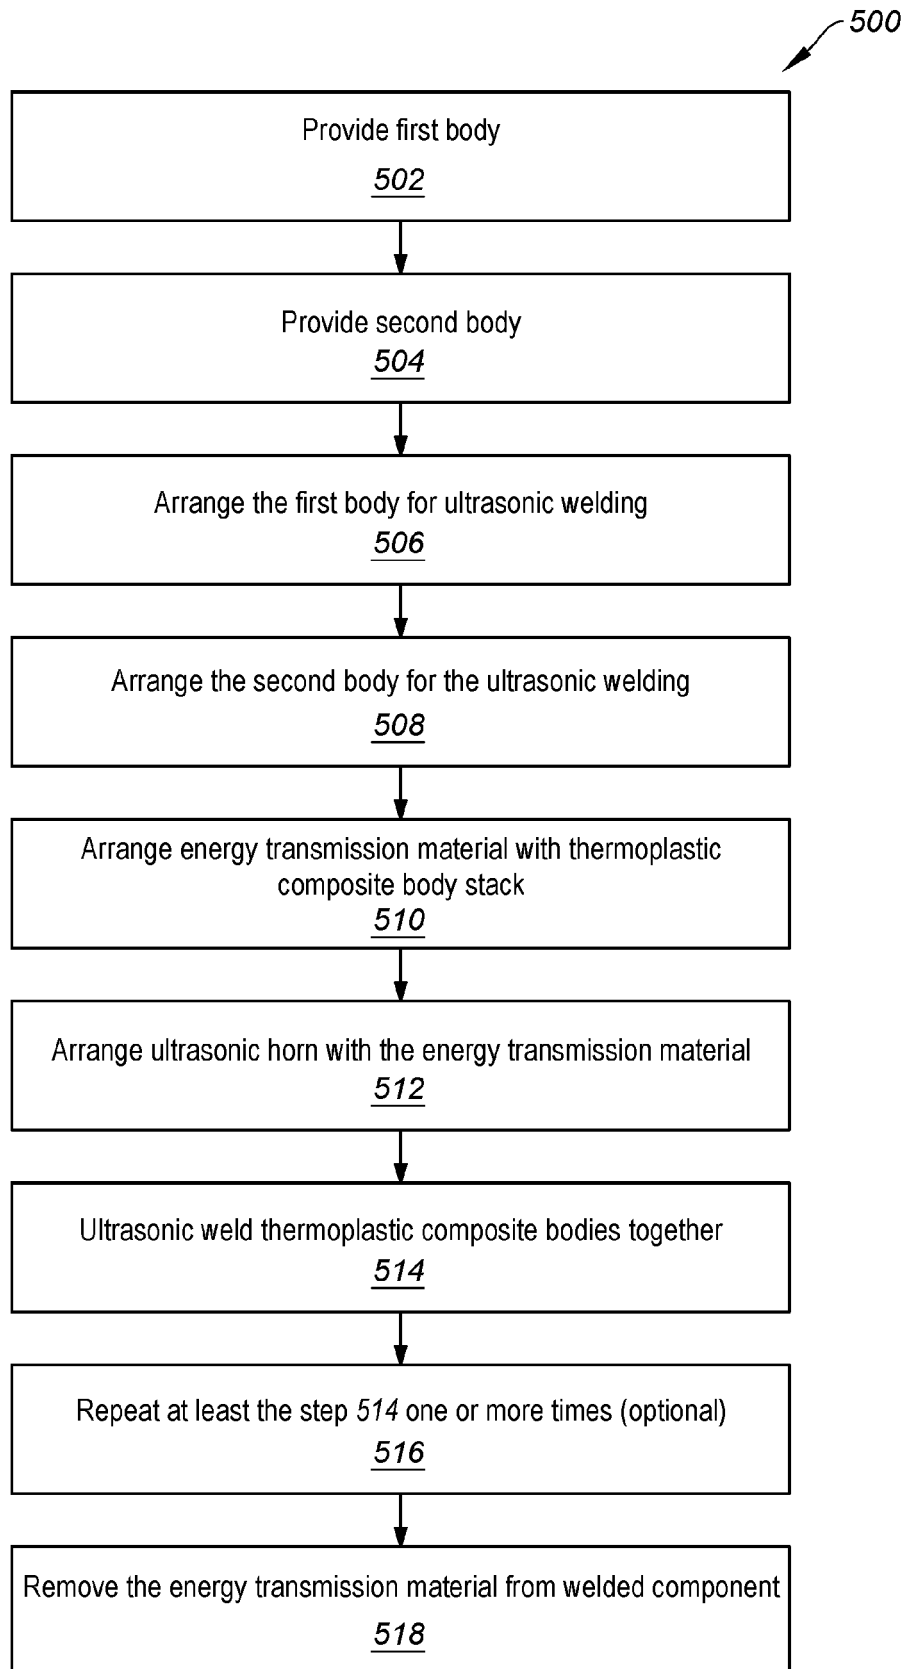 500
Provide first body
502
Provide second body
504
Arrange the first body for ultrasonic welding
506
Arrange the second body for the ultrasonic welding
508
Arrange energy transmission material with thermoplastic
composite body stack
510
Arrange ultrasonic horn with the energy transmission material
512
Ultrasonic weld thermoplastic composite bodies together
514
Repeat at least the step 514 one or more times (optional)
516
Remove the energy transmission material from welded component
518